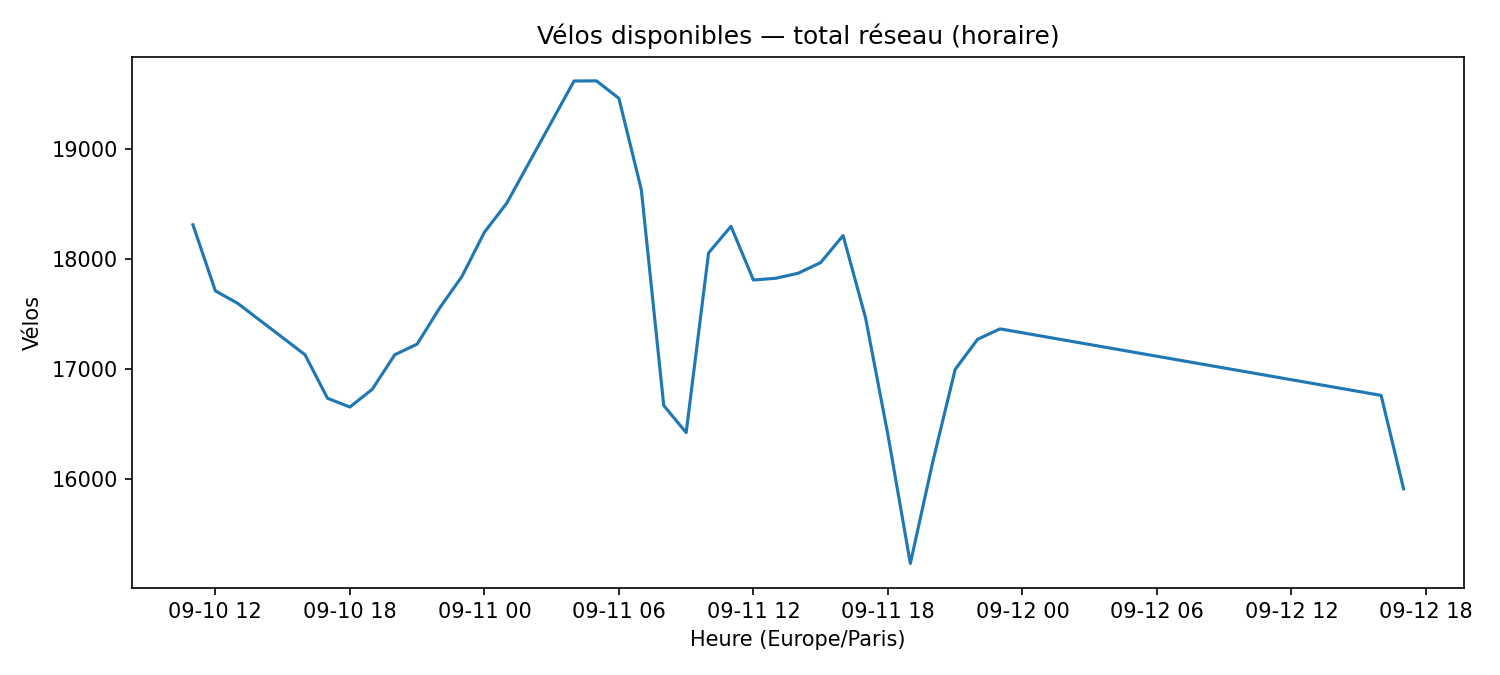 Vélos disponibles — total réseau (horaire)
Vélos
19000
18000
17000
16000
09-10 12 09-10 18 09-11 00 09-11 06 09-11 12 09-11 18 09-12 00 09-12 06 09-12 12 09-12 18
Heure (Europe/Paris)